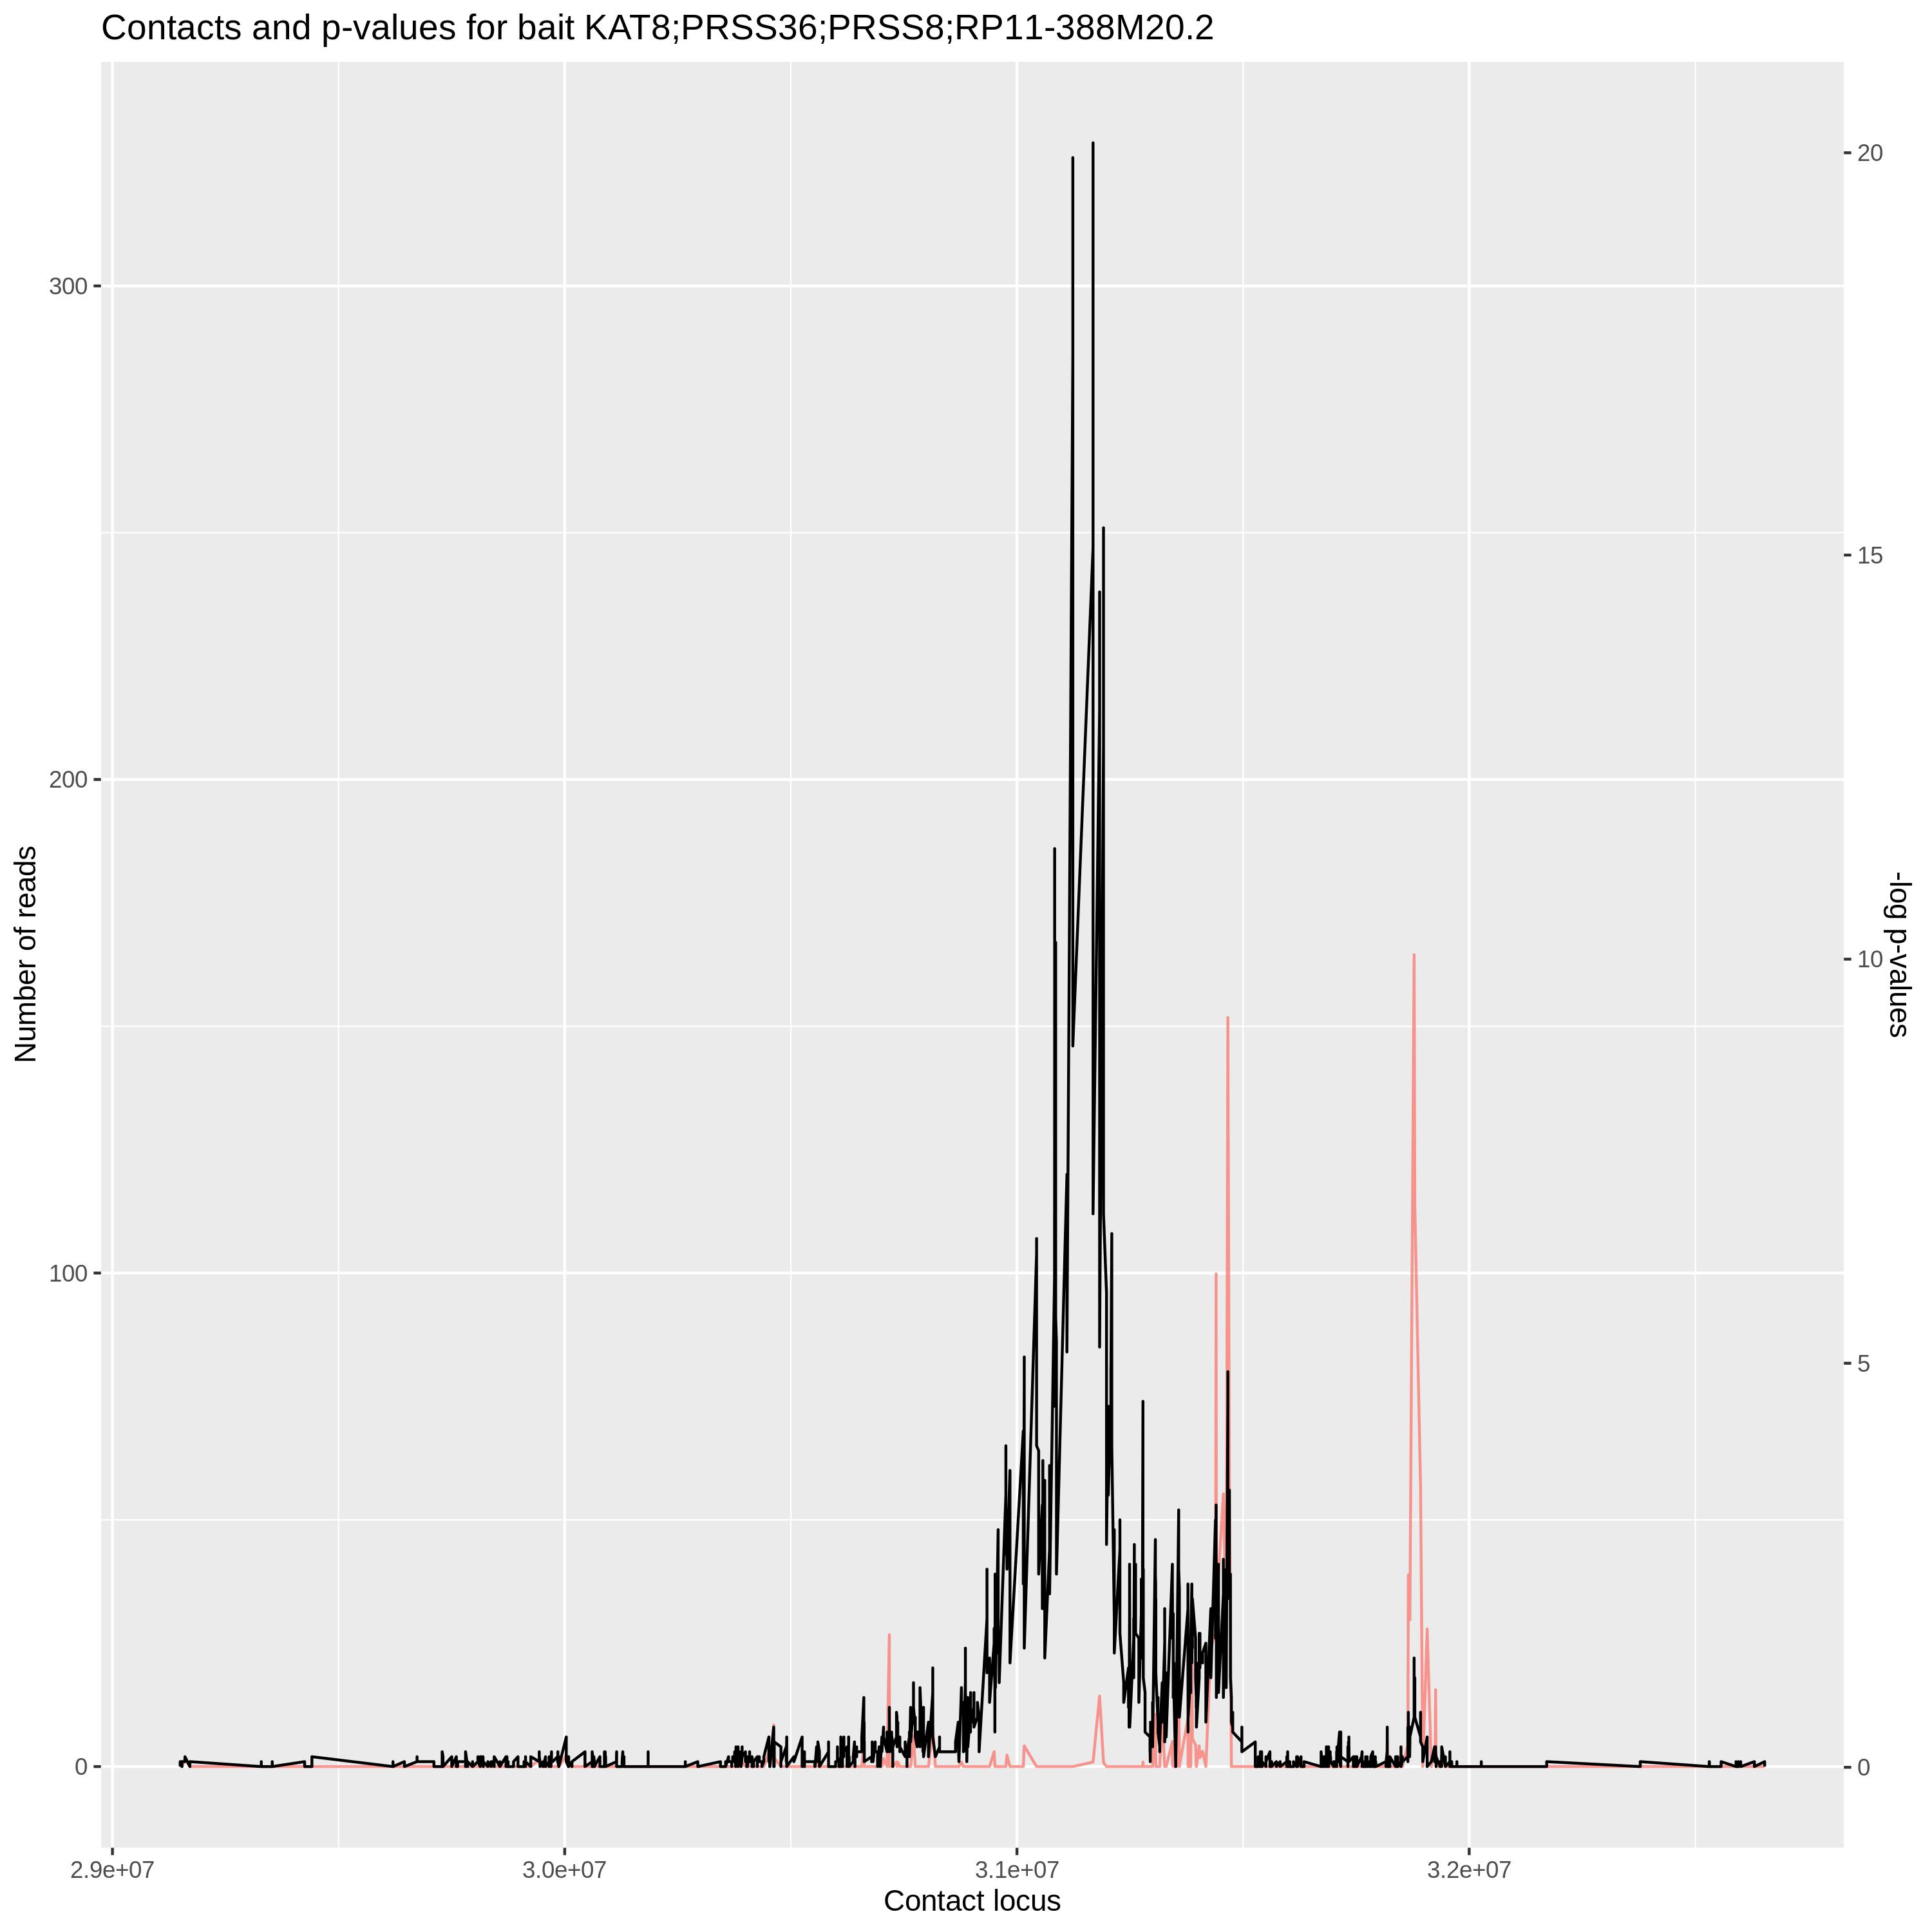 Contacts and p-values for bait KAT8;PRSS36;PRSS8;RP11-388M20.2
Number of reads
300
200
100
0
20
15
10
5
0
-log p-values
2.9e+07 3.0e+07 3.1e+07 3.2e+07
Contact locus